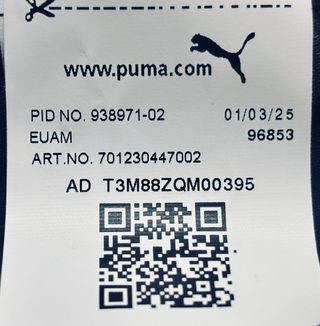 www.puma.com
PID NO. 938971-02 01/03/25
EUAM 96853
ART.NO. 701230447002
AD T3M88ZQM00395